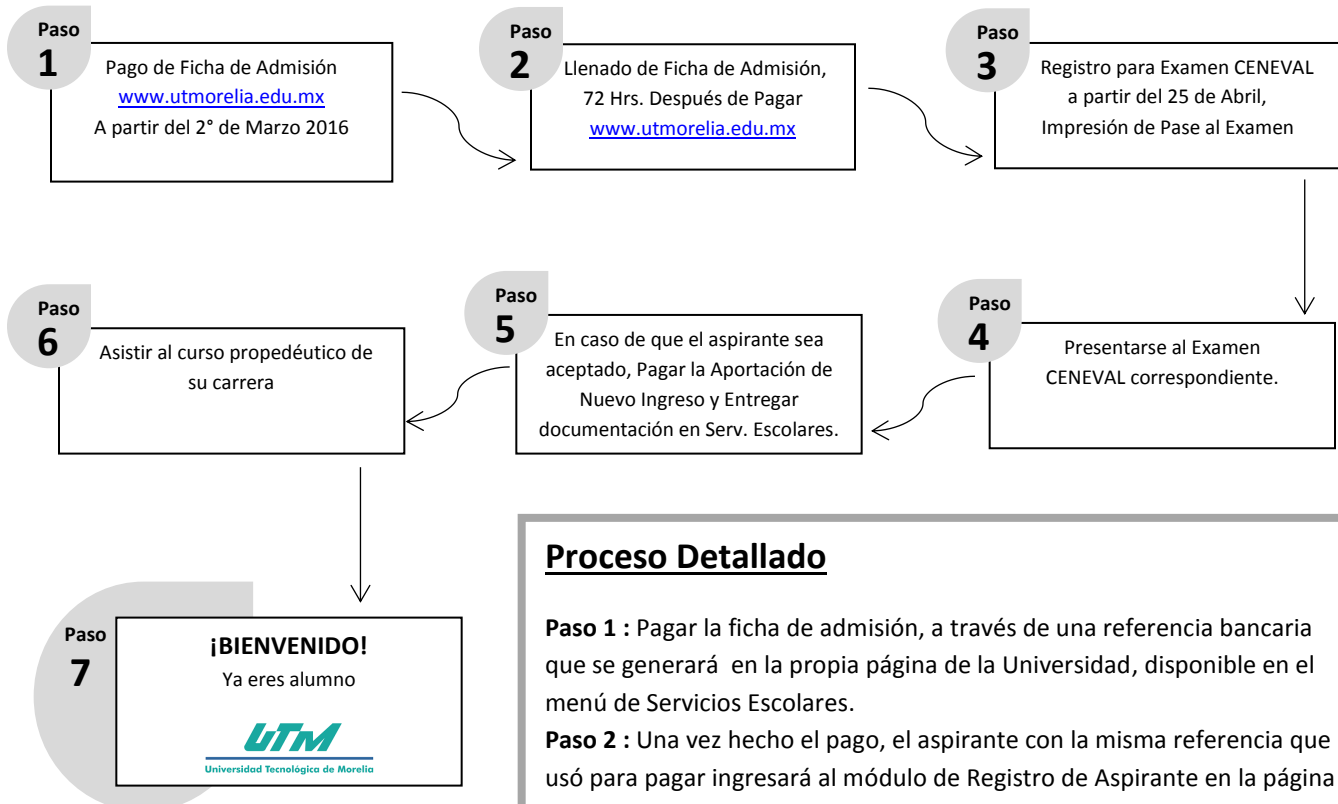 Paso
1
Pago de Ficha de Admisión
www.utmorelia.edu.mx
A partir del 2° de Marzo 2016
Paso
2
Llenado de Ficha de Admisión,
72 Hrs. Después de Pagar
www.utmorelia.edu.mx
Paso
3
Registro para Examen CENEVAL
a partir del 25 de Abril,
Impresión de Pase al Examen
Paso
4
Presentarse al Examen
CENEVAL correspondiente.
Paso
5
En caso de que el aspirante sea
aceptado, Pagar la Aportación de
Nuevo Ingreso y Entregar
documentación en Serv. Escolares.
Paso
6
Asistir al curso propedéutico de
su carrera
Paso
7
¡BIENVENIDO!
Ya eres alumno
UTM
Universidad Tecnológica de Morelia
Proceso Detallado
Paso 1 : Pagar la ficha de admisión, a través de una referencia bancaria
que se generará en la propia página de la Universidad, disponible en el
menú de Servicios Escolares.
Paso 2 : Una vez hecho el pago, el aspirante con la misma referencia que
usó para pagar ingresará al módulo de Registro de Aspirante en la página